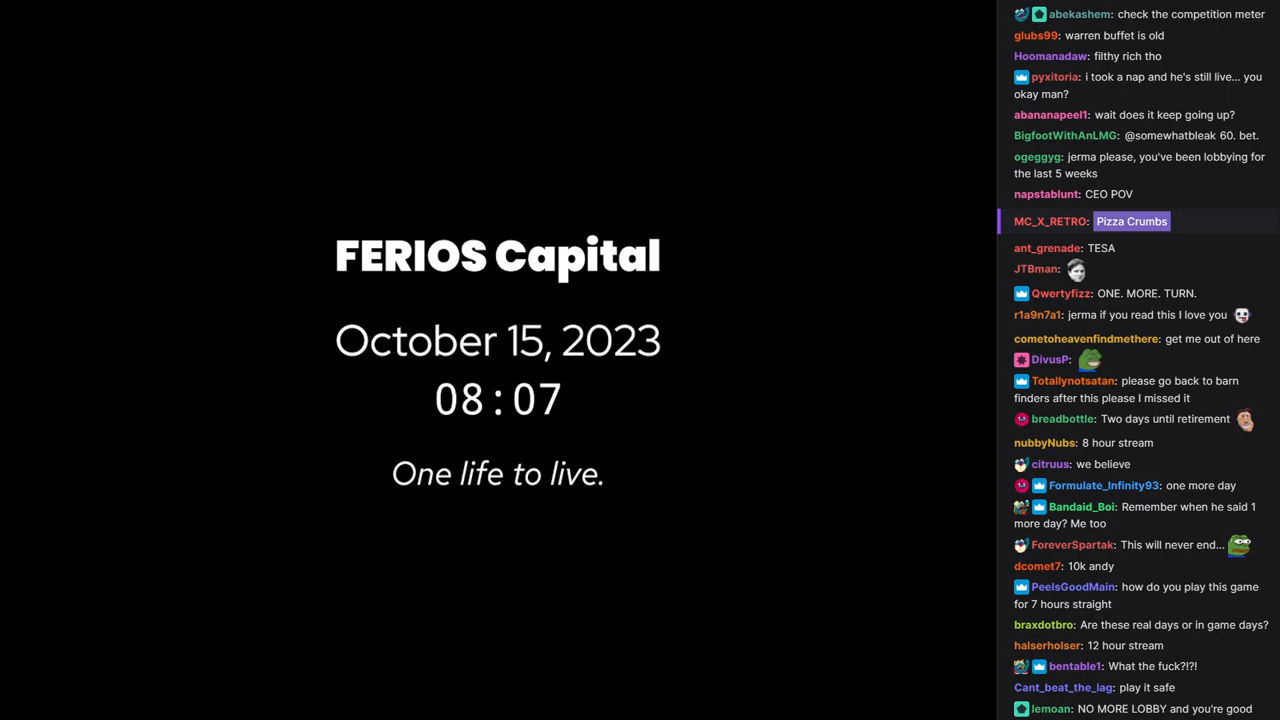 FERIOS Capital
October 15, 2023
08:07
One life to live.
abekashem: check the competition meter
glubs99: warren buffet is old
Hoomanadaw: filthy rich tho
pyxitoria: i took a nap and he's still live... you
okay man?
abananapeel1: wait does it keep going up?
BigfootWithAnLMG: @somewhatbleak 60. bet.
ogeggyg: jerma please, you've been lobbying for
the last 5 weeks
napstablunt: CEO POV
MC_X_RETRO: Pizza Crumbs
ant_grenade: TESA
JTBman:
Qwertyfizz: ONE. MORE. TURN.
r1a9n7a1: jerma if you read this I love you
cometoheavenfindmethere: get me out of here
DivusP:
Totallynotsatan: please go back to barn
finders after this please I missed it
breadbottle: Two days until retirement
nubbyNubs: 8 hour stream
citruus: we believe
Formulate_Infinity93: one more day
Bandaid_Boi: Remember when he said 1
more day? Me too
ForeverSpartak: This will never end...
dcomet7: 10k andy
PeelsGoodMain: how do you play this game
for 7 hours straight
braxdotbro: Are these real days or in game days?
halserholser: 12 hour stream
bentable1: What the fuck?!?!
Cant_beat_the_lag: play it safe
lemoan: NO MORE LOBBY and you're good